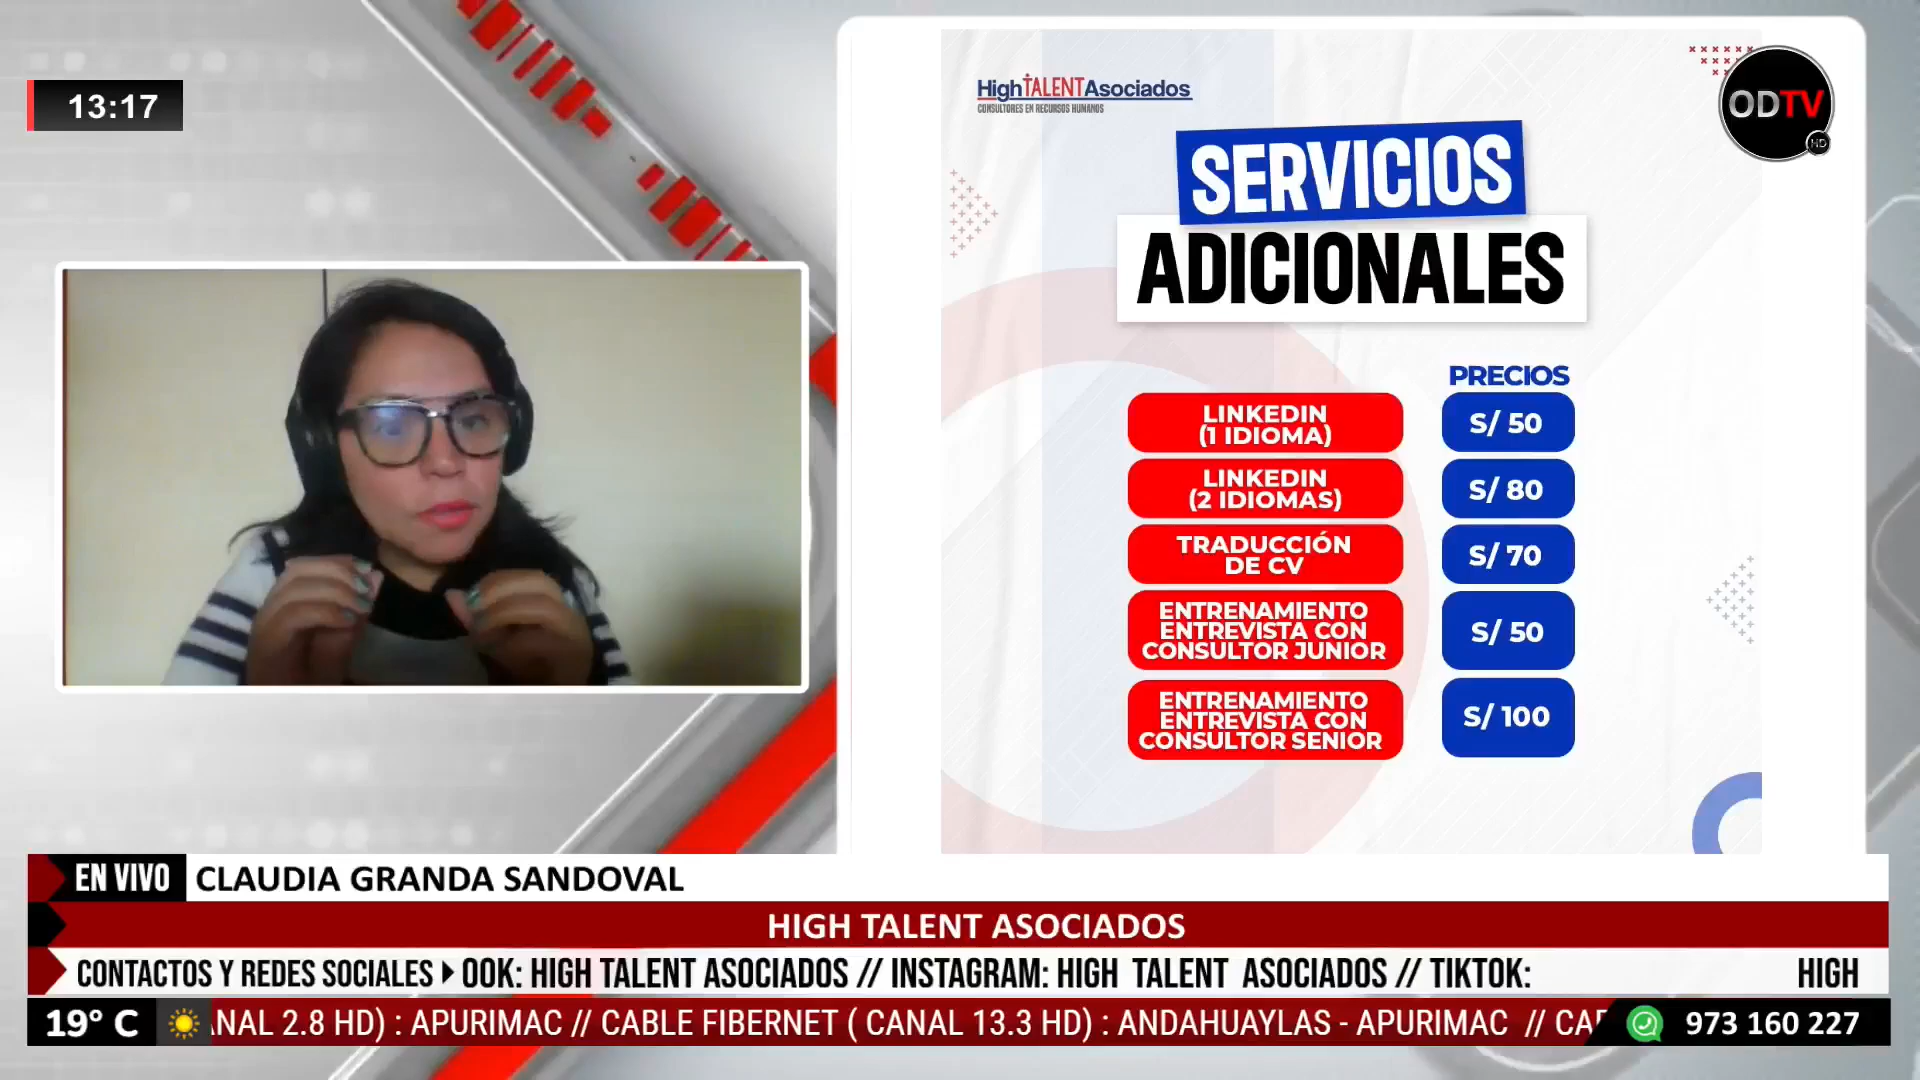 13:17
HighTALENTAsociados
CONSULTORES EN RECURSOS HUMANOS
ODTV
HD
SERVICIOS
ADICIONALES
PRECIOS
LINKEDIN
(1 IDIOMA)
S/ 50
LINKEDIN
(2 IDIOMAS)
S/ 80
TRADUCCIÓN
DE CV
S/ 70
ENTRENAMIENTO
ENTREVISTA CON
CONSULTOR JUNIOR
S/ 50
ENTRENAMIENTO
ENTREVISTA CON
CONSULTOR SENIOR
S/ 100
EN VIVO CLAUDIA GRANDA SANDOVAL
HIGH TALENT ASOCIADOS
CONTACTOS Y REDES SOCIALES OOK: HIGH TALENT ASOCIADOS // INSTAGRAM: HIGH TALENT ASOCIADOS // TIKTOK: HIGH
19° C NAL 2.8 HD) : APURIMAC // CABLE FIBERNET ( CANAL 13.3 HD) : ANDAHUAYLAS - APURIMAC // CA 973 160 227